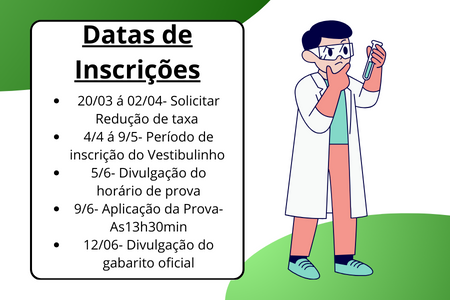 Datas de
Inscrições
• 20/03 á 02/04- Solicitar
Redução de taxa
• 4/4 á 9/5- Período de
inscrição do Vestibulinho
• 5/6- Divulgação do
horário de prova
• 9/6- Aplicação da Prova-
As13h30min
• 12/06- Divulgação do
gabarito oficial